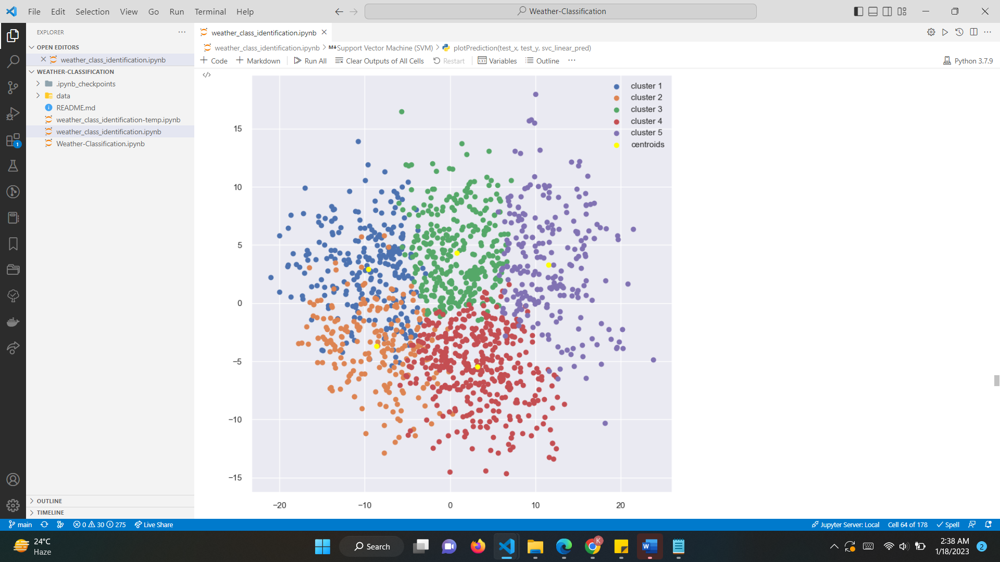 File Edit Selection View Go Run Terminal Help
Weather-Classification
EXPLORER
OPEN EDITORS
weather_class_identification.ipynb
WEATHER-CLASSIFICATION
.ipynb_checkpoints
data
README.md
weather_class_identification-temp.ipynb
weather_class_identification.ipynb
Weather-Classification.ipynb
OUTLINE
TIMELINE
weather_class_identification.ipynb
weather_class_identification.ipynb > M↓Support Vector Machine (SVM) > plotPrediction(test_x, test_y, svc_linear_pred)
+ Code + Markdown Run All Clear Outputs of All Cells Restart Variables Outline ··· Python 3.7.9
cluster 1
cluster 2
cluster 3
cluster 4
cluster 5
centroids
15
10
5
0
−5
−10
−15
−20 −10 0 10 20
1
main 0 30 275 Live Share Jupyter Server: Local Cell 64 of 178 Spell
24°C
Haze
Search
K
W
2:38 AM
1/18/2023
2